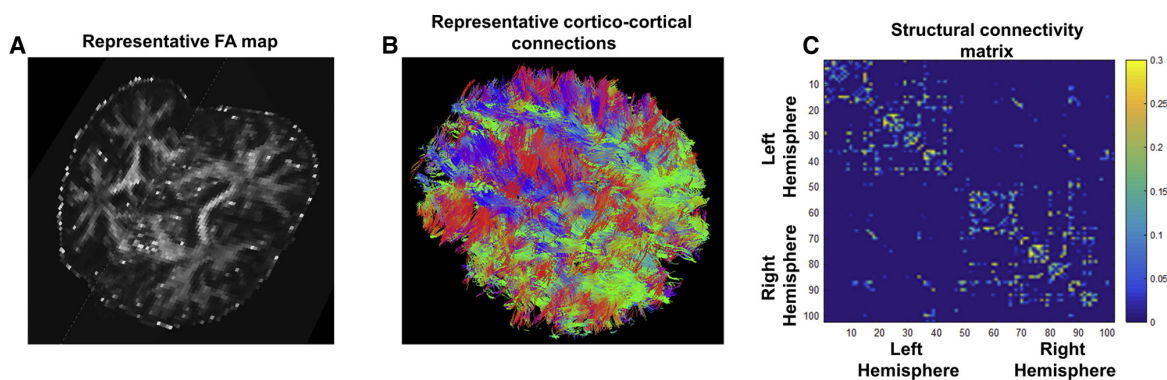 A
Representative FA map
B
Representative cortico-cortical
connections
C
Structural connectivity
matrix
Left
Hemisphere
Right
Hemisphere
10
20
30
40
50
60
70
80
90
100
10 20 30 40 50 60 70 80 90 100
Left
Hemisphere
Right
Hemisphere
0.3
0.25
0.2
0.15
0.1
0.05
0